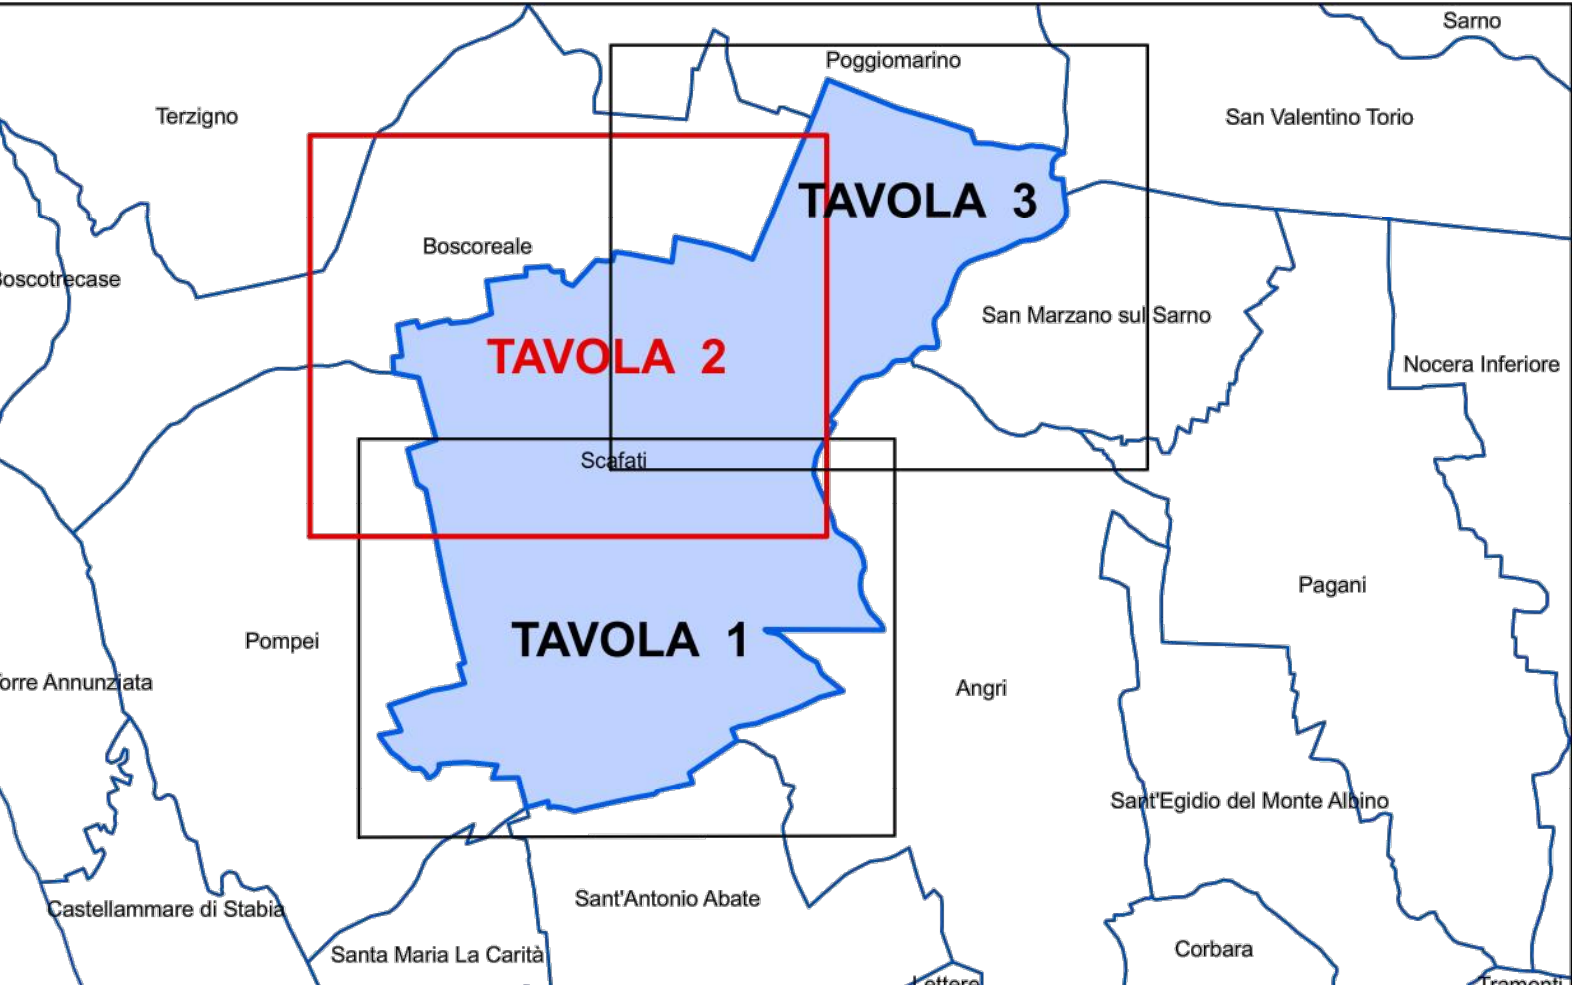 Sarno
Poggiomarino
Terzigno
San Valentino Torio
TAVOLA 3
Boscoreale
oscotrecase
San Marzano sul Sarno
TAVOLA 2
Nocera Inferiore
Scafati
Pagani
TAVOLA 1
Pompei
orre Annunziata
Angri
Sant'Egidio del Monte Albino
Sant'Antonio Abate
Castellammare di Stabia
Corbara
Santa Maria La Carità
Lettere
Tramonti